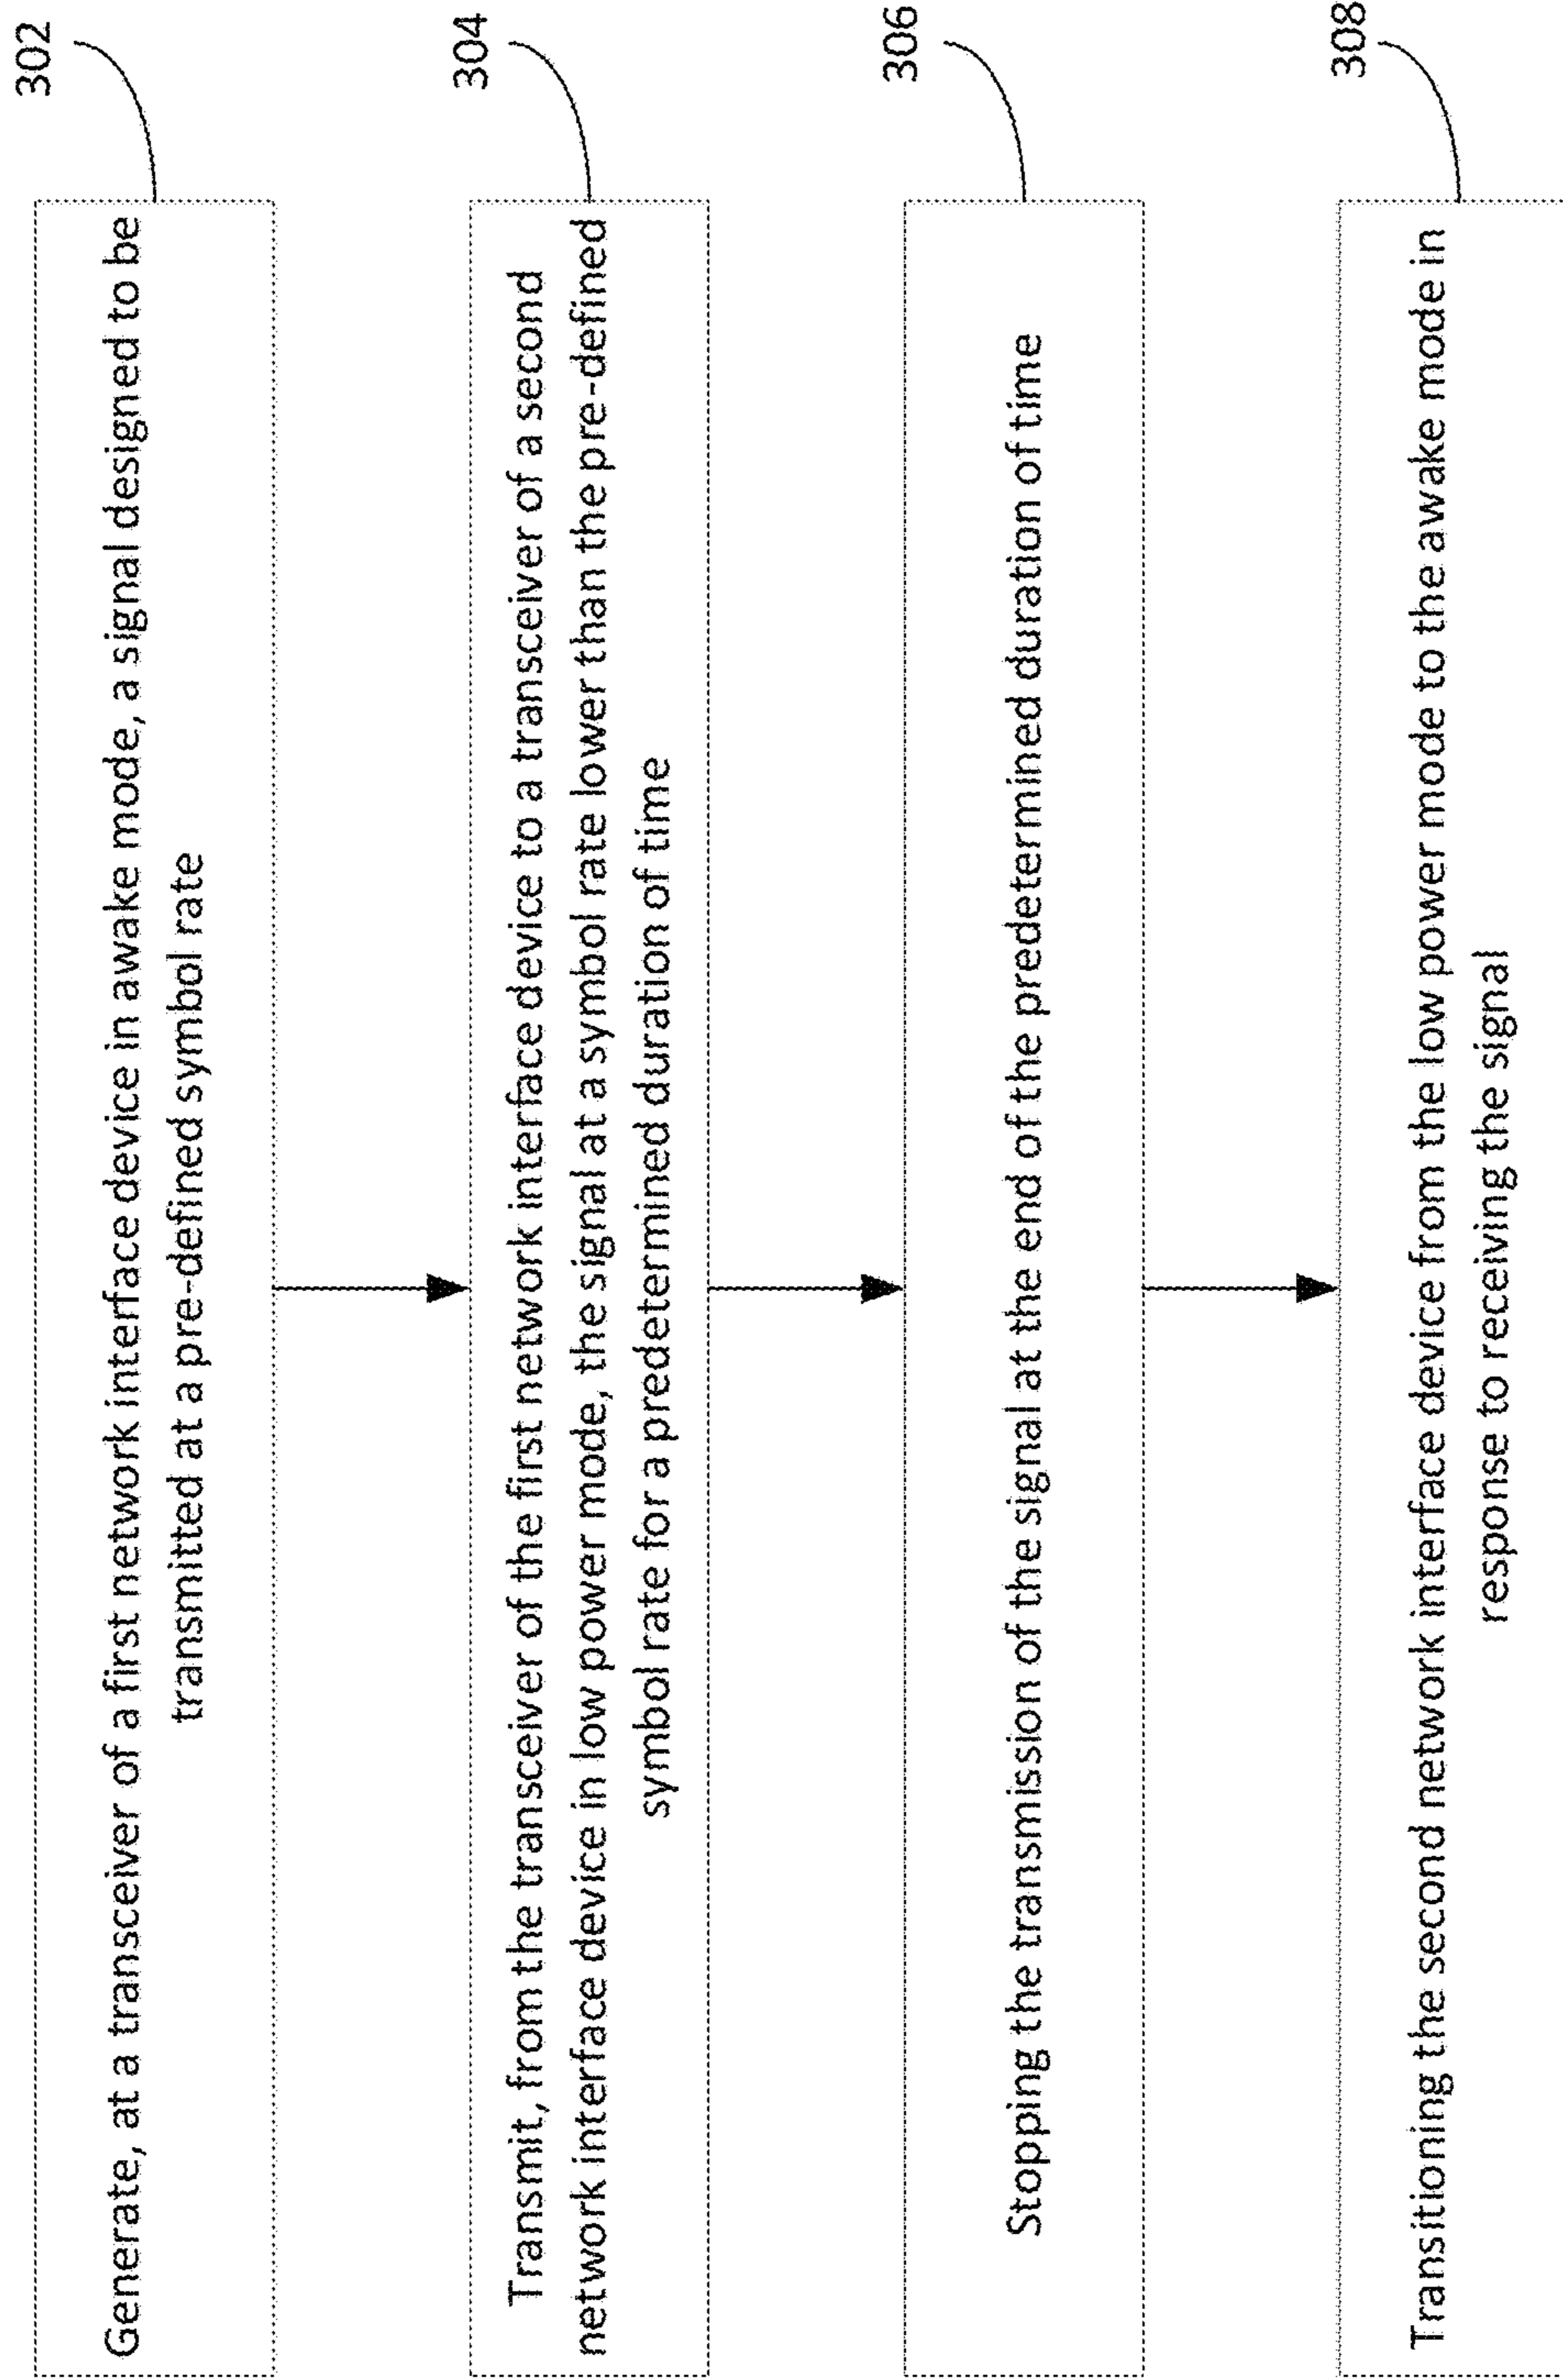 302
Generate, at a transceiver of a first network interface device in awake mode, a signal designed to be
transmitted at a pre-defined symbol rate
304
Transmit, from the transceiver of the first network interface device to a transceiver of a second
network interface device in low power mode, the signal at a symbol rate lower than the pre-defined
symbol rate for a predetermined duration of time
306
Stopping the transmission of the signal at the end of the predetermined duration of time
308
Transitioning the second network interface device from the low power mode to the awake mode in
response to receiving the signal